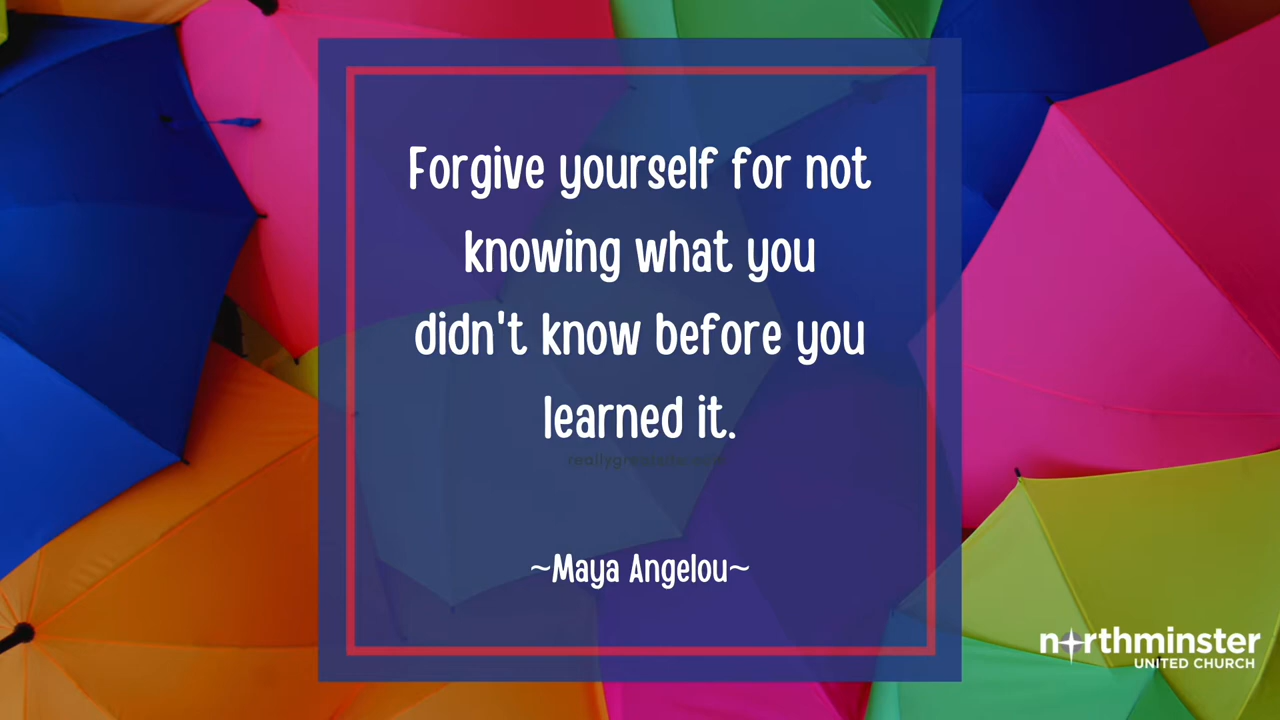 Forgive yourself for not
knowing what you
didn't know before you
learned it.
~Maya Angelou~
northminster
UNITED CHURCH